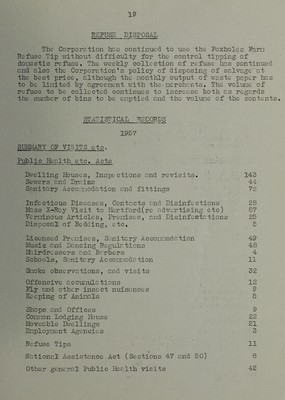 19
REFUSE DISPOSAL
The Corporation has continued to use the Foxholes Farm
Refuse Tip without difficulty for the control tipping of
domestic refuse. The weekly collection of refuse has continued
and also the Corporation's policy of disposing of salvage at
the best price, although the monthly output of waste paper has
to be limited by agreement with the merchants. The volume of
refuse to be collected continues to increase both as regards
the number of bins to be emptied and the volume of the contents.
STATISTICAL RECORDS
1957
SUMMARY OF VISITS etc.
Public Health etc. Acts
Dwelling Houses, Inspections and revisits. 143
Sewers and Drains 44
Sanitary Accommodation and fittings 72
Infectious Diseases, Contacts and Disinfections 28
Mass X-Ray Visit to Hertford(re advertising etc) 67
Verminous Articles, Premises, and Disinfestations 25
Disposal of Bedding, etc. 5
Licensed Premises, Sanitary Accommodation 49
Music and Dancing Regulations 48
Hairdressers and Barbers 4
Schools, Sanitary Accommodation 11
Smoke observations, and visits 32
Offensive accumulations 12
Fly and other insect nuisances 9
Keeping of Animals 5
Shops and Offices 9
Common Lodging House 22
Moveable Dwellings 21
Employment Agencies 3
Refuse Tips 11
National Assistance Act (Sections 47 and 50) 6
Other general Public Health visits 42